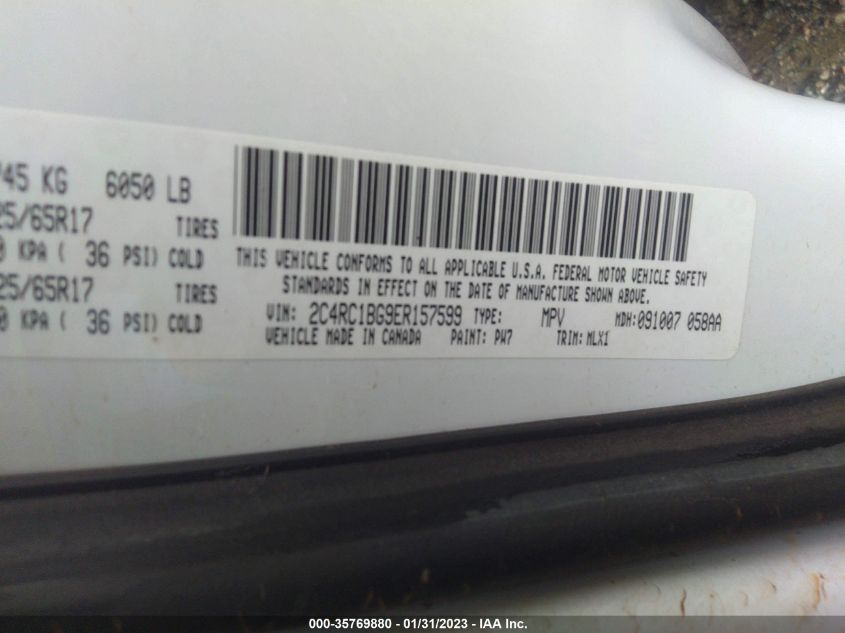 745 KG 6050 LB
25/65R17 TIRES
0 KPA ( 36 PSI) COLD
25/65R17 TIRES
0 KPA ( 36 PSI) COLD
THIS VEHICLE CONFORMS TO ALL APPLICABLE U.S.A. FEDERAL MOTOR VEHICLE SAFETY
STANDARDS IN EFFECT ON THE DATE OF MANUFACTURE SHOWN ABOVE.
VIN: 2C4RC1BG9ER157599 TYPE: MPV MDH:091007 058AA
VEHICLE MADE IN CANADA PAINT: PW7 TRIM: MLX1
000-35769880 - 01/31/2023 - IAA Inc.